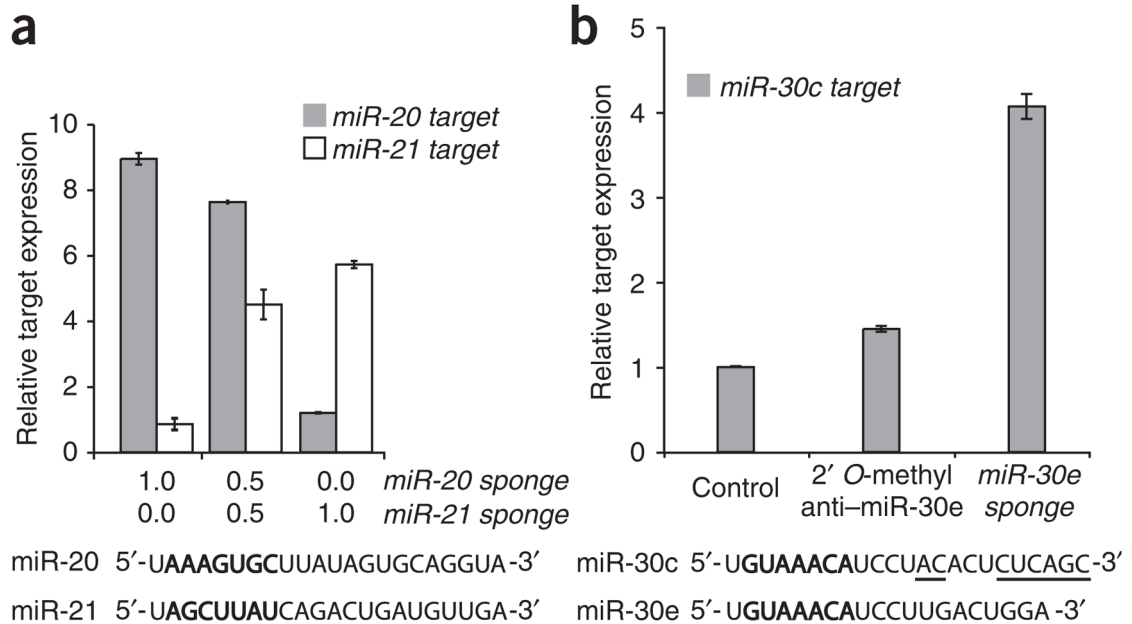 a
miR-20 target
miR-21 target
Relative target expression
10
8
6
4
2
0
1.0 0.5 0.0 miR-20 sponge
0.0 0.5 1.0 miR-21 sponge
miR-20 5′-UAAAGUGCUUAUAGUGCAGGUA-3′
miR-21 5′-UAGCUUAUCAGACUGAUGUUGA-3′
b
miR-30c target
Relative target expression
5
4
3
2
1
0
Control
2′ O-methyl
anti–miR-30e
miR-30e
sponge
miR-30c 5′-UGUAAACAUCCUACACUCUCAGC-3′
miR-30e 5′-UGUAAACAUCCUUGACUGGA -3′